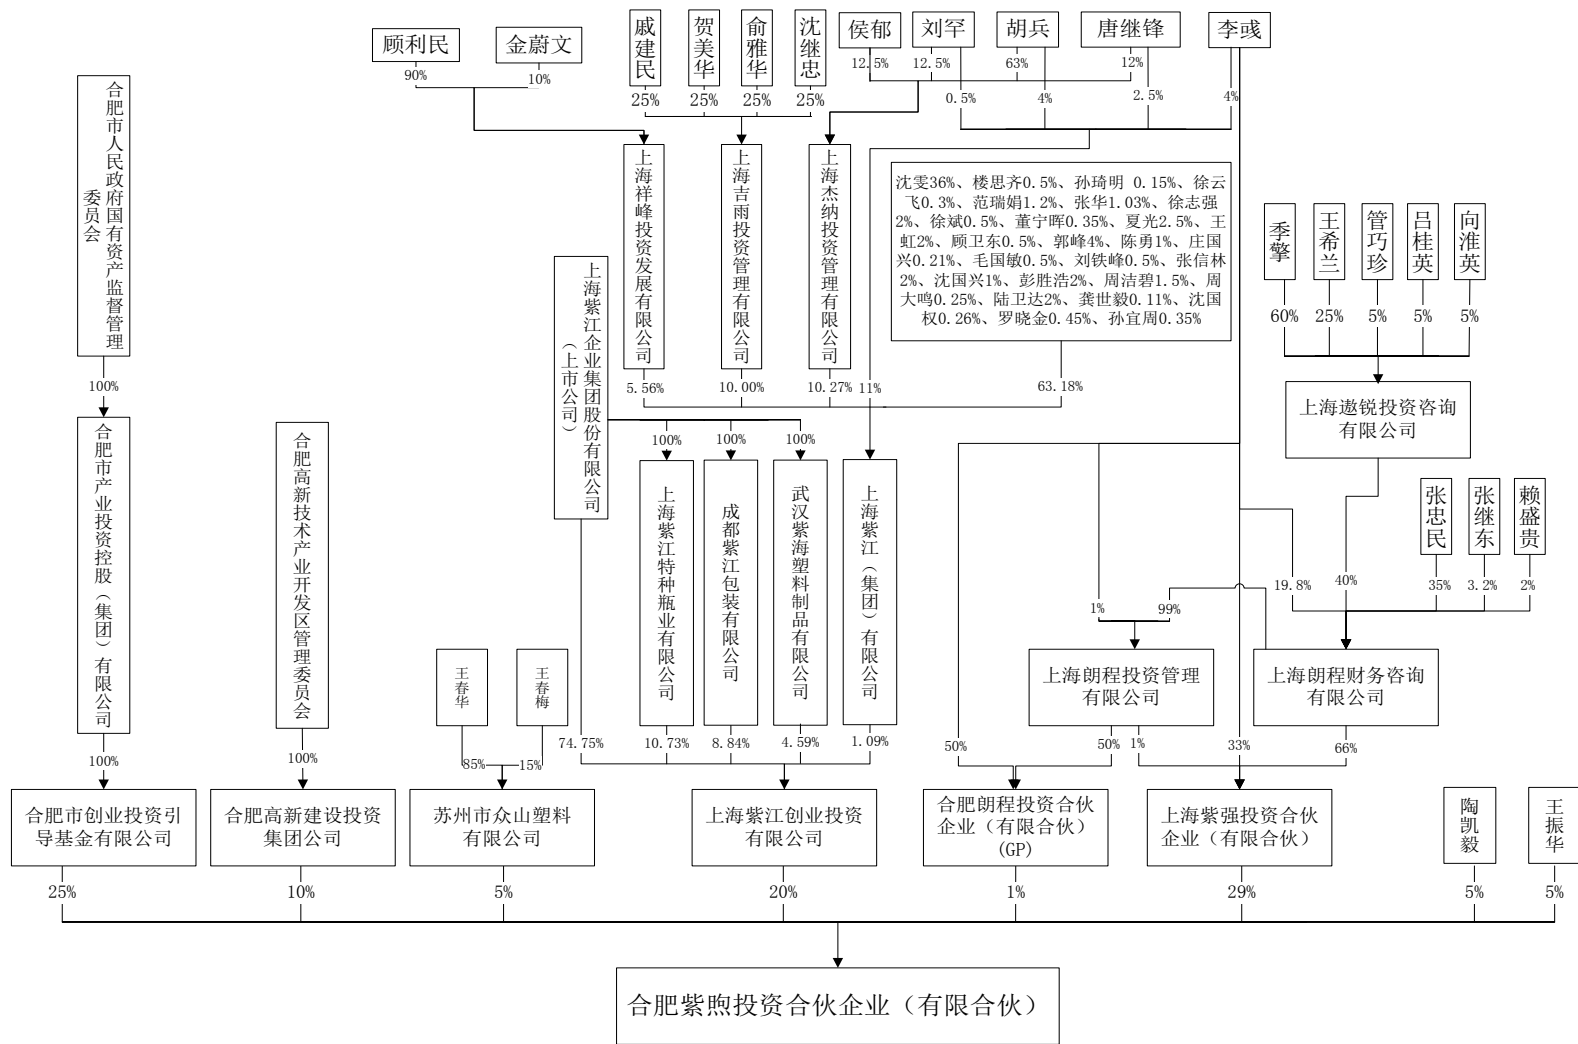 顾利民
金蔚文
戚建民
贺美华
俞雅华
沈继忠
侯郁
刘罕
胡兵
唐继锋
李彧
90%
10%
25%
25%
25%
25%
12.5%
12.5%
63%
12%
0.5%
4%
2.5%
4%
合肥市人民政府国有资产监督管理
委员会
上海祥峰投资发展有限公司
上海吉雨投资管理有限公司
上海杰纳投资管理有限公司
沈雯36%、楼思齐0.5%、孙琦明 0.15%、徐云
飞0.3%、范瑞娟1.2%、张华1.03%、徐志强
2%、徐斌0.5%、董宁晖0.35%、夏光2.5%、王
虹2%、顾卫东0.5%、郭峰4%、陈勇1%、庄国
兴0.21%、毛国敏0.5%、刘铁峰0.5%、张信林
2%、沈国兴1%、彭胜浩2%、周洁碧1.5%、周
大鸣0.25%、陆卫达2%、龚世毅0.11%、沈国
权0.26%、罗晓金0.45%、孙宜周0.35%
季擎
王希兰
管巧珍
吕桂英
向淮英
60%
25%
5%
5%
5%
上海紫江企业集团股份有限公司
（上市公司）
100%
5.56%
10.00%
10.27%
11%
63.18%
上海遨锐投资咨询
有限公司
合肥市产业投资控股（集团）有限公司
合肥高新技术产业开发区管理委员会
100%
100%
100%
上海紫江特种瓶业有限公司
成都紫江包装有限公司
武汉紫海塑料制品有限公司
上海紫江（集团）有限公司
50%
张忠民
张继东
赖盛贵
1%
99%
19.8%
40%
35%
3.2%
2%
王春华
王春梅
上海朗程投资管理
有限公司
上海朗程财务咨询
有限公司
100%
100%
85%
15%
74.75%
10.73%
8.84%
4.59%
1.09%
50%
1%
33%
66%
合肥市创业投资引
导基金有限公司
合肥高新建设投资
集团公司
苏州市众山塑料
有限公司
上海紫江创业投资
有限公司
合肥朗程投资合伙
企业（有限合伙）
(GP)
上海紫强投资合伙
企业（有限合伙）
陶凯毅
王振华
25%
10%
5%
20%
1%
29%
5%
5%
合肥紫煦投资合伙企业（有限合伙）
50%